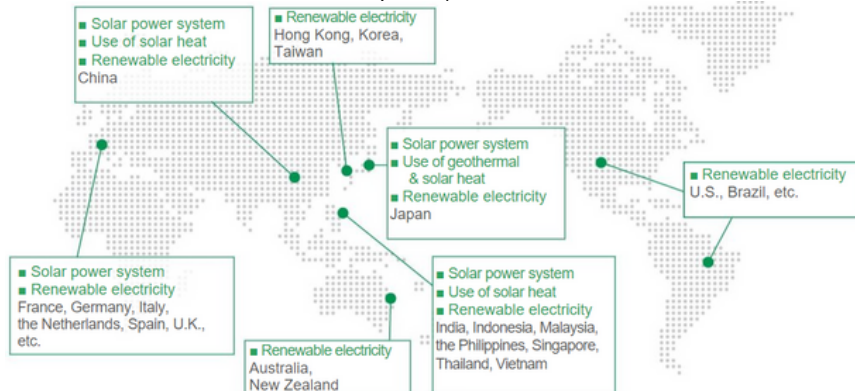 ■ Solar power system
■ Use of solar heat
■ Renewable electricity
China
■ Renewable electricity
Hong Kong, Korea,
Taiwan
■ Solar power system
■ Use of geothermal
& solar heat
■ Renewable electricity
Japan
■ Renewable electricity
U.S., Brazil, etc.
■ Solar power system
■ Renewable electricity
France, Germany, Italy,
the Netherlands, Spain, U.K.,
etc.
■ Solar power system
■ Use of solar heat
■ Renewable electricity
India, Indonesia, Malaysia,
the Philippines, Singapore,
Thailand, Vietnam
■ Renewable electricity
Australia,
New Zealand